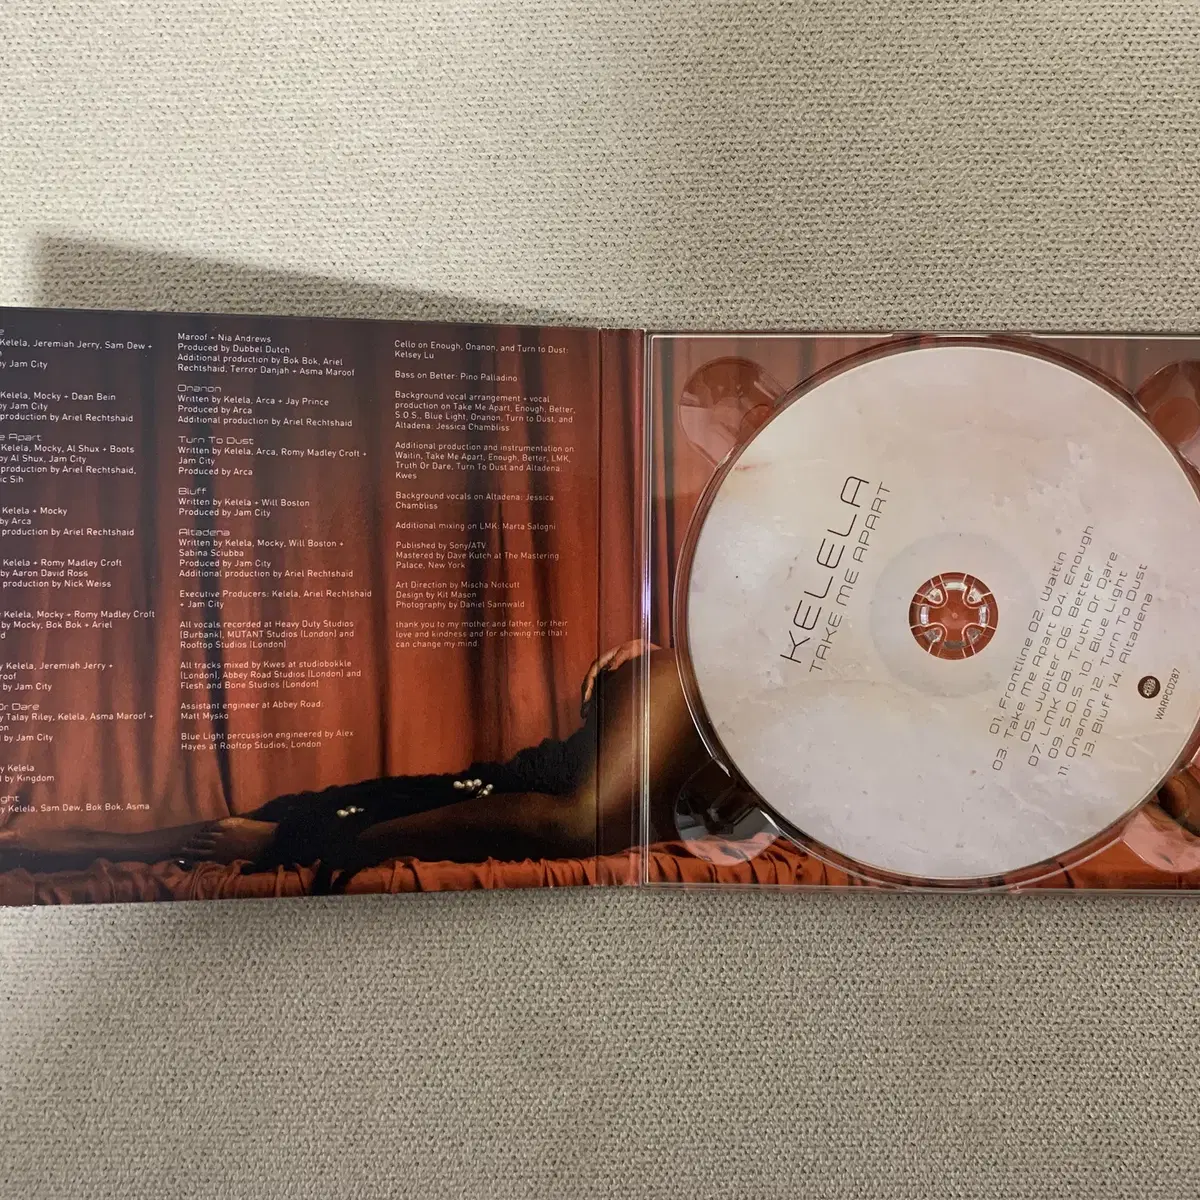 Kelela, Jeremiah Jerry, Sam Dew +
by Jam City
Kelela, Mocky + Dean Bein
by Jam City
production by Ariel Rechtshaid
e Apart
Kelela, Mocky, Al Shux + Boots
by Al Shux, Jam City
production by Ariel Rechtshaid,
ic Sih
Kelela + Mocky
by Arca
production by Ariel Rechtshaid
Kelela + Romy Madley Croft
by Aaron David Ross
production by Nick Weiss
Kelela, Mocky + Romy Madley Croft
by Mocky, Bok Bok + Ariel
d
y Kelela, Jeremiah Jerry +
roof
d by Jam City
Or Dare
y Talay Riley, Kelela, Asma Maroof +
on
d by Jam City
y Kelela
d by Kingdom
ght
y Kelela, Sam Dew, Bok Bok, Asma
Maroof + Nia Andrews
Produced by Dubbel Dutch
Additional production by Bok Bok, Ariel
Rechtshaid, Terror Danjah + Asma Maroof
Onanon
Written by Kelela, Arca + Jay Prince
Produced by Arca
Additional production by Ariel Rechtshaid
Turn To Dust
Written by Kelela, Arca, Romy Madley Croft +
Jam City
Produced by Arca
Bluff
Written by Kelela + Will Boston
Produced by Jam City
Altadena
Written by Kelela, Mocky, Will Boston +
Sabina Sciubba
Produced by Jam City
Additional production by Ariel Rechtshaid
Executive Producers: Kelela, Ariel Rechtshaid
+ Jam City
All vocals recorded at Heavy Duty Studios
(Burbank), MUTANT Studios (London) and
Rooftop Studios (London)
All tracks mixed by Kwes at studiobokkle
(London), Abbey Road Studios (London) and
Flesh and Bone Studios (London)
Assistant engineer at Abbey Road:
Matt Mysko
Blue Light percussion engineered by Alex
Hayes at Rooftop Studios, London
Cello on Enough, Onanon, and Turn to Dust:
Kelsey Lu
Bass on Better: Pino Palladino
Background vocal arrangement + vocal
production on Take Me Apart, Enough, Better,
S.O.S., Blue Light, Onanon, Turn to Dust, and
Altadena: Jessica Chambliss
Additional production and instrumentation on
Waitin, Take Me Apart, Enough, Better, LMK,
Truth Or Dare, Turn To Dust and Altadena:
Kwes
Background vocals on Altadena: Jessica
Chambliss
Additional mixing on LMK: Marta Salogni
Published by Sony/ATV
Mastered by Dave Kutch at The Mastering
Palace, New York
Art Direction by Mischa Notcutt
Design by Kit Mason
Photography by Daniel Sannwald
thank you to my mother and father, for their
love and kindness and for showing me that i
can change my mind.
KELELA
TAKE ME APART
01. Frontline 02. Waitin
03. Take Me Apart 04. Enough
05. Jupiter 06. Better
07. LMK 08. Truth Or Dare
09. S.O.S. 10. Blue Light
11. Onanon 12. Turn To Dust
13. Bluff 14. Altadena
WARPCD287